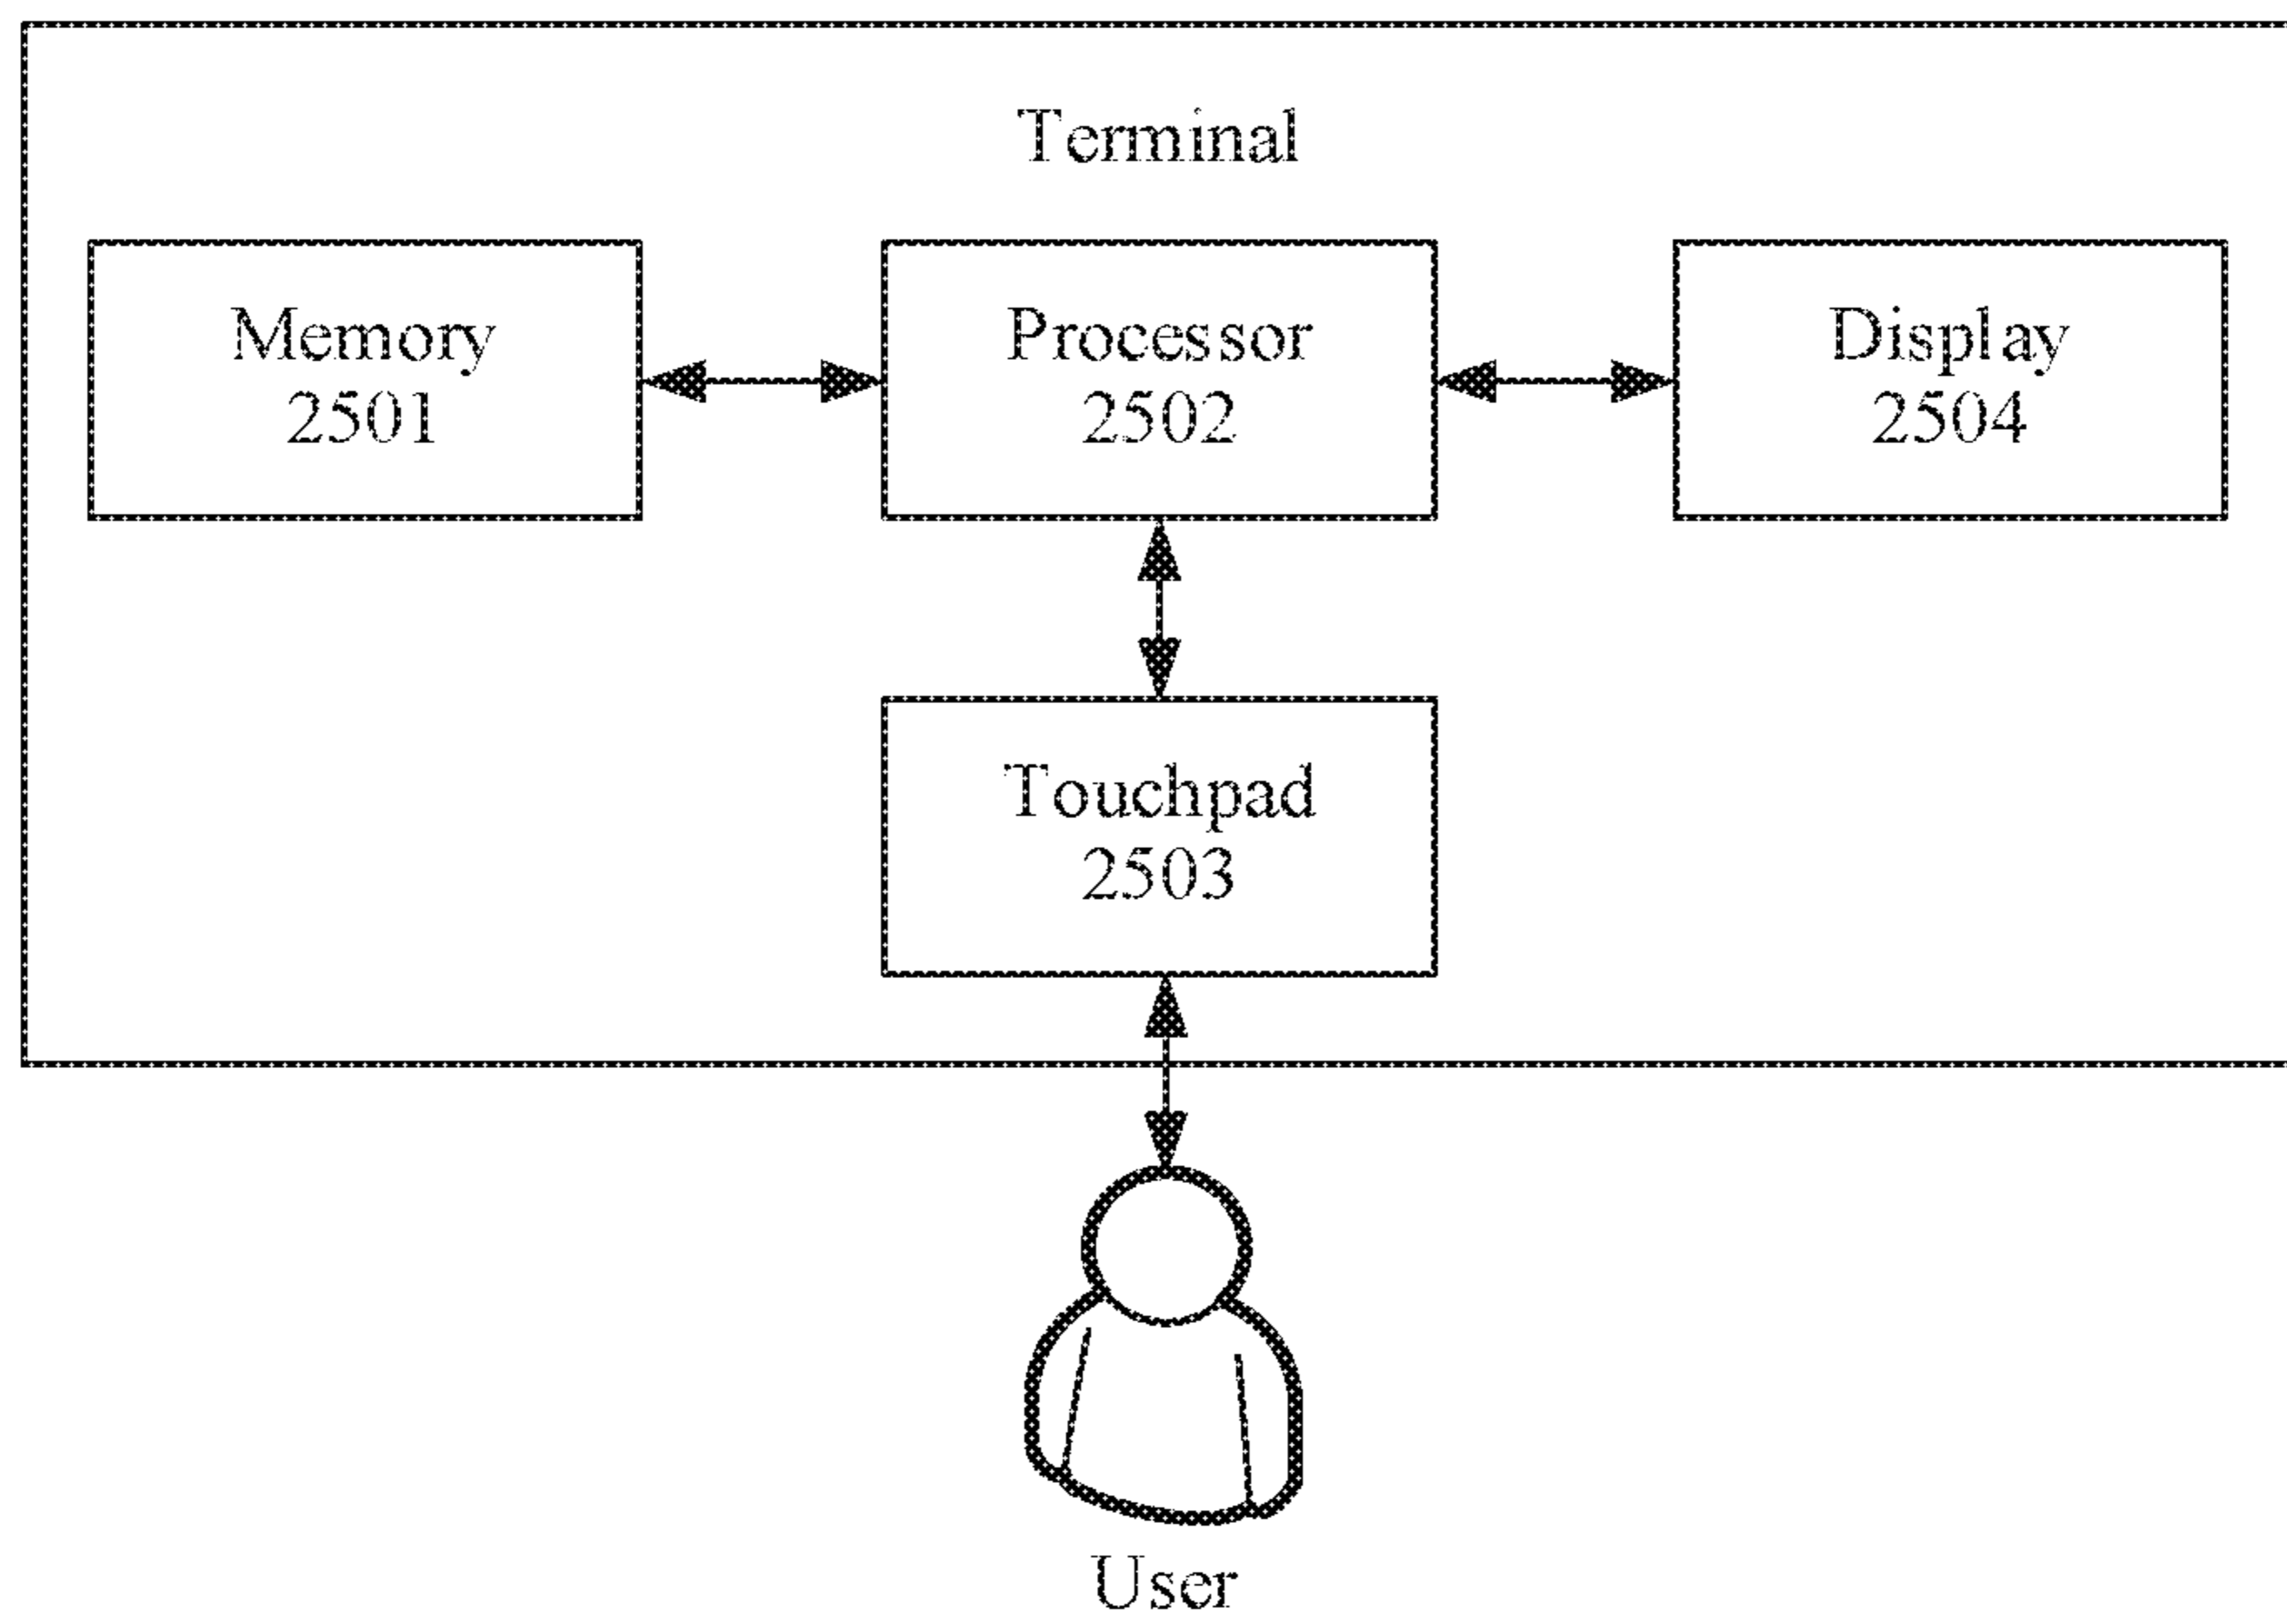 Terminal
Memory
2501
Processor
2502
Display
2504
Touchpad
2503
User